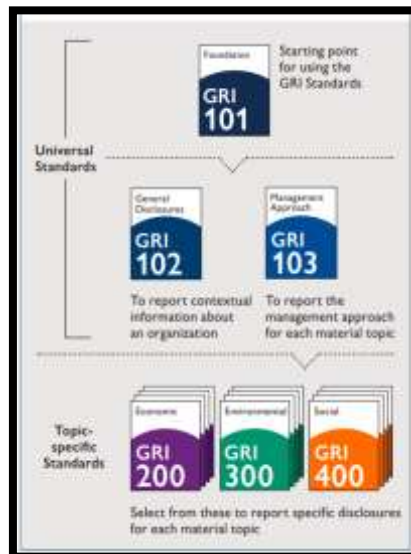 Foundation
GRI
101
Starting point
for using the
GRI Standards
Universal
Standards
General
Disclosures
GRI
102
Management
Approach
GRI
103
To report contextual
information about
an organization
To report the
management approach
for each material topic
Topic-
specific
Standards
Economic
GRI
200
Environmental
GRI
300
Social
GRI
400
Select from these to report specific disclosures
for each material topic